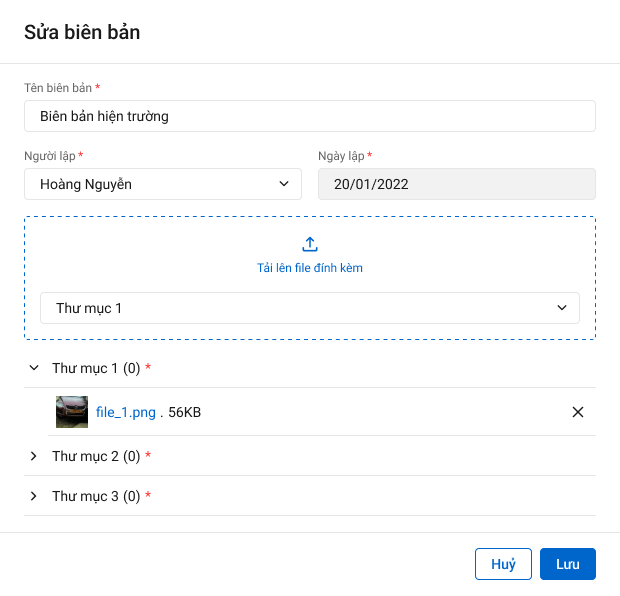 Sửa biên bản
Tên biên bản *
Biên bản hiện trường
Người lập * Ngày lập *
Hoàng Nguyễn 20/01/2022
Tải lên file đính kèm
Thư mục 1
Thư mục 1 (0) *
file_1.png . 56KB
Thư mục 2 (0) *
Thư mục 3 (0) *
Huỷ Lưu